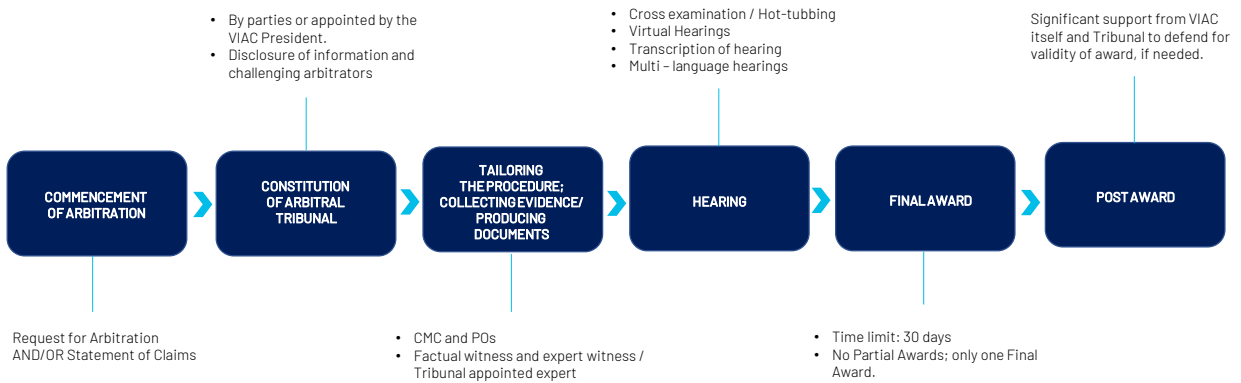 • By parties or appointed by the
VIAC President.
• Disclosure of information and
challenging arbitrators
• Cross examination / Hot-tubbing
• Virtual Hearings
• Transcription of hearing
• Multi – language hearings
Significant support from VIAC
itself and Tribunal to defend for
validity of award, if needed.
COMMENCEMENT
OF ARBITRATION
CONSTITUTION
OF ARBITRAL
TRIBUNAL
TAILORING
THE PROCEDURE;
COLLECTING EVIDENCE/
PRODUCING
DOCUMENTS
HEARING
FINAL AWARD
POST AWARD
Request for Arbitration
AND/OR Statement of Claims
• CMC and POs
• Factual witness and expert witness /
Tribunal appointed expert
• Time limit: 30 days
• No Partial Awards; only one Final
Award.